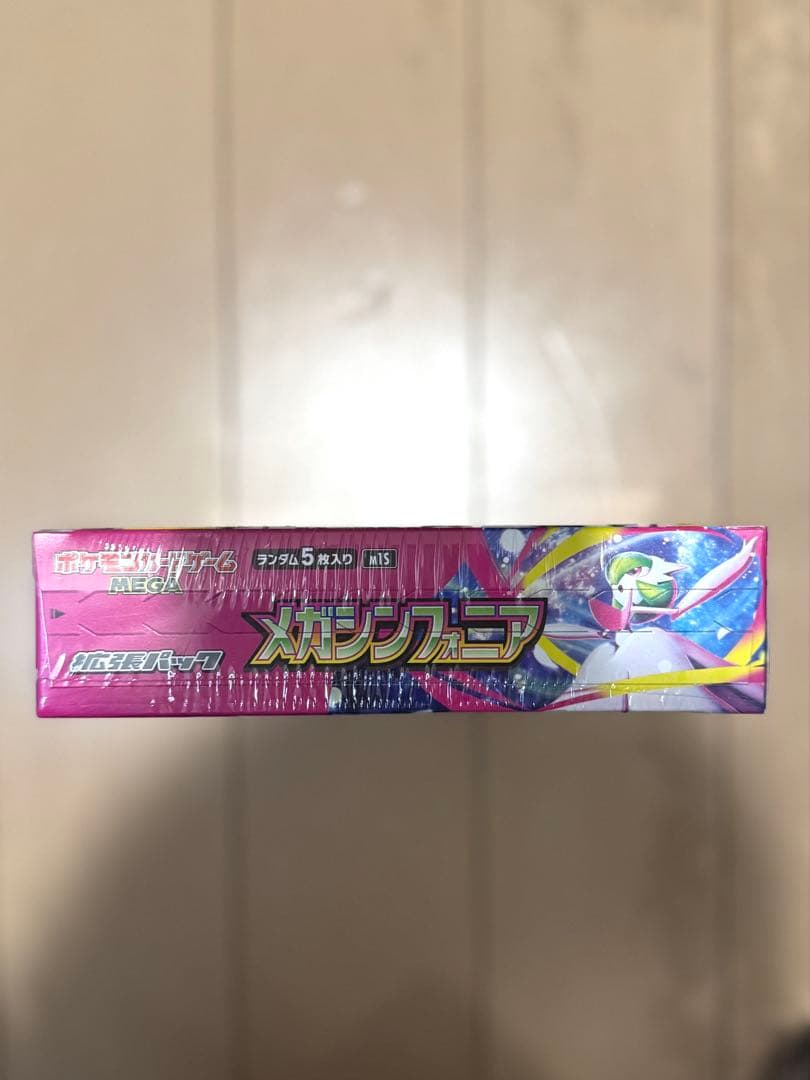 ポケモンカードゲーム
MEGA
ランダム5枚入り M1S
メガシンフォニア
拡張パック